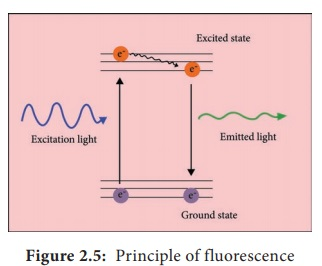 Excited state
e⁻
e⁻
Excitation light
Emitted light
e⁻
e⁻
Ground state
Figure 2.5: Principle of fluorescence